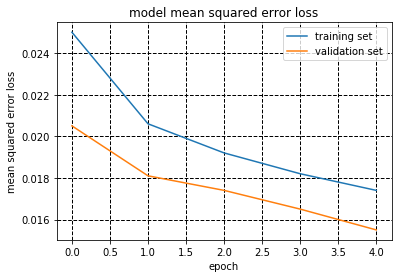 model mean squared error loss
training set
validation set
mean squared error loss
0.024
0.022
0.020
0.018
0.016
0.0 0.5 1.0 1.5 2.0 2.5 3.0 3.5 4.0
epoch